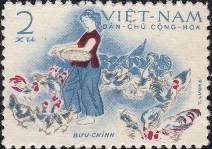 2
xu
VIỆT-NAM
DÂN-CHỦ CỘNG-HÒA
BƯU-CHÍNH